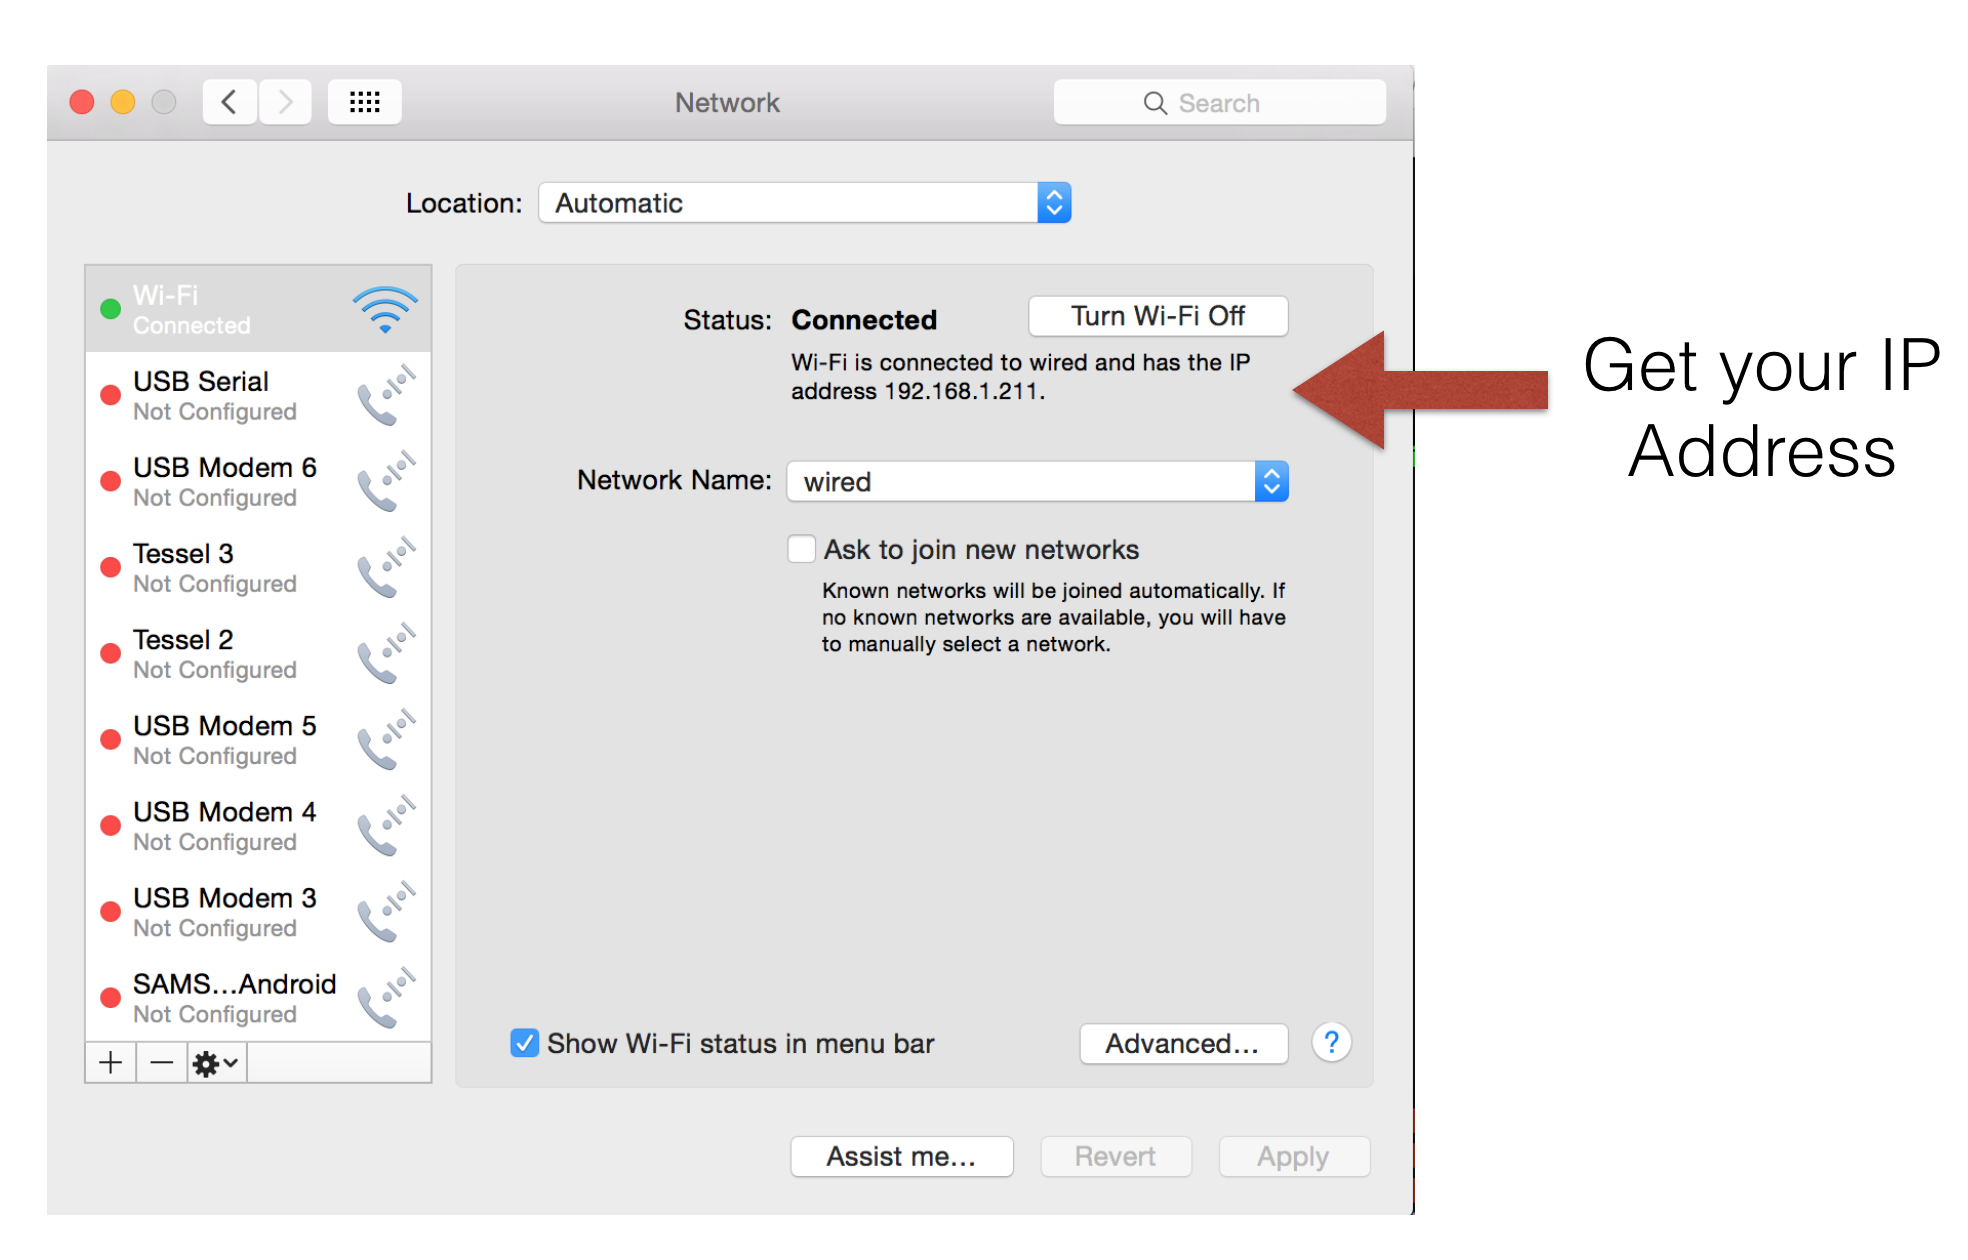 Network
Search
Location: Automatic
Wi-Fi
Connected
USB Serial
Not Configured
USB Modem 6
Not Configured
Tessel 3
Not Configured
Tessel 2
Not Configured
USB Modem 5
Not Configured
USB Modem 4
Not Configured
USB Modem 3
Not Configured
SAMS...Android
Not Configured
Status: Connected
Turn Wi-Fi Off
Wi-Fi is connected to wired and has the IP
address 192.168.1.211.
Network Name: wired
Ask to join new networks
Known networks will be joined automatically. If
no known networks are available, you will have
to manually select a network.
Show Wi-Fi status in menu bar
Advanced...
?
Assist me...
Revert
Apply
Get your IP
Address